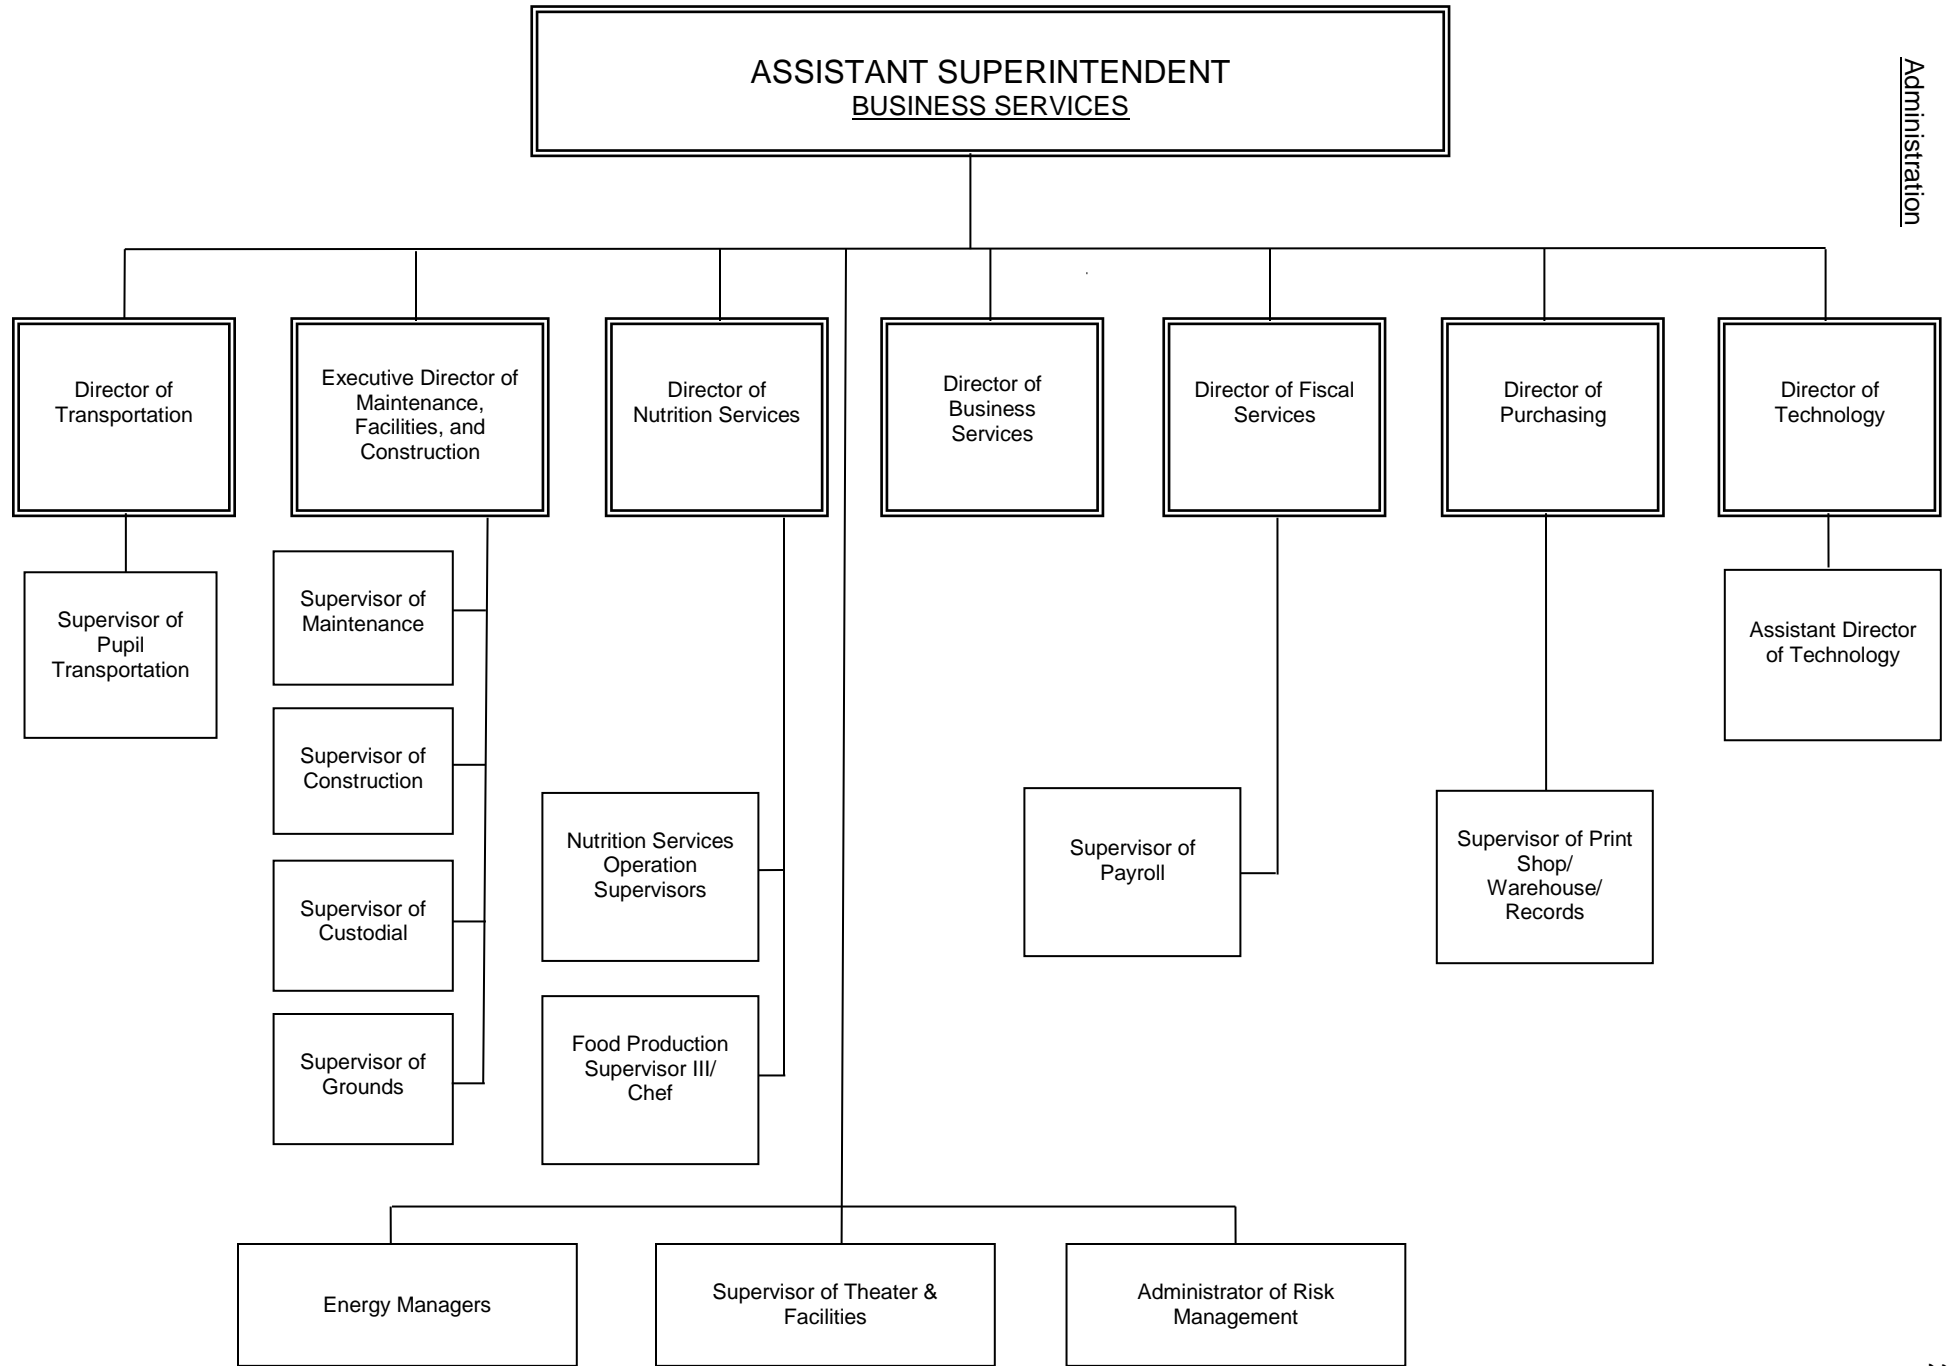 ASSISTANT SUPERINTENDENT
BUSINESS SERVICES
Administration
Director of
Transportation
Executive Director of
Maintenance,
Facilities, and
Construction
Director of
Nutrition Services
Director of
Business
Services
Director of Fiscal
Services
Director of
Purchasing
Director of
Technology
Supervisor of
Pupil
Transportation
Supervisor of
Maintenance
Supervisor of
Construction
Supervisor of
Custodial
Supervisor of
Grounds
Nutrition Services
Operation
Supervisors
Food Production
Supervisor III/
Chef
Supervisor of
Payroll
Supervisor of Print
Shop/
Warehouse/
Records
Assistant Director
of Technology
Energy Managers
Supervisor of Theater &
Facilities
Administrator of Risk
Management